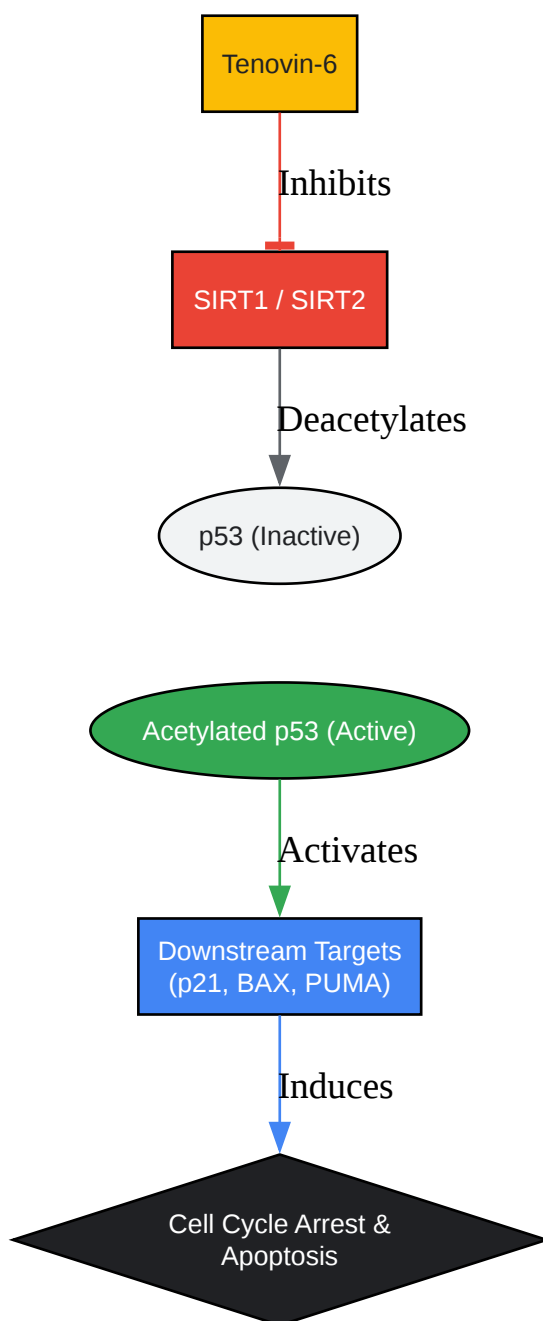 Tenovin-6
Inhibits
SIRT1 / SIRT2
Deacetylates
p53 (Inactive)
Acetylated p53 (Active)
Activates
Downstream Targets
(p21, BAX, PUMA)
Induces
Cell Cycle Arrest &
Apoptosis